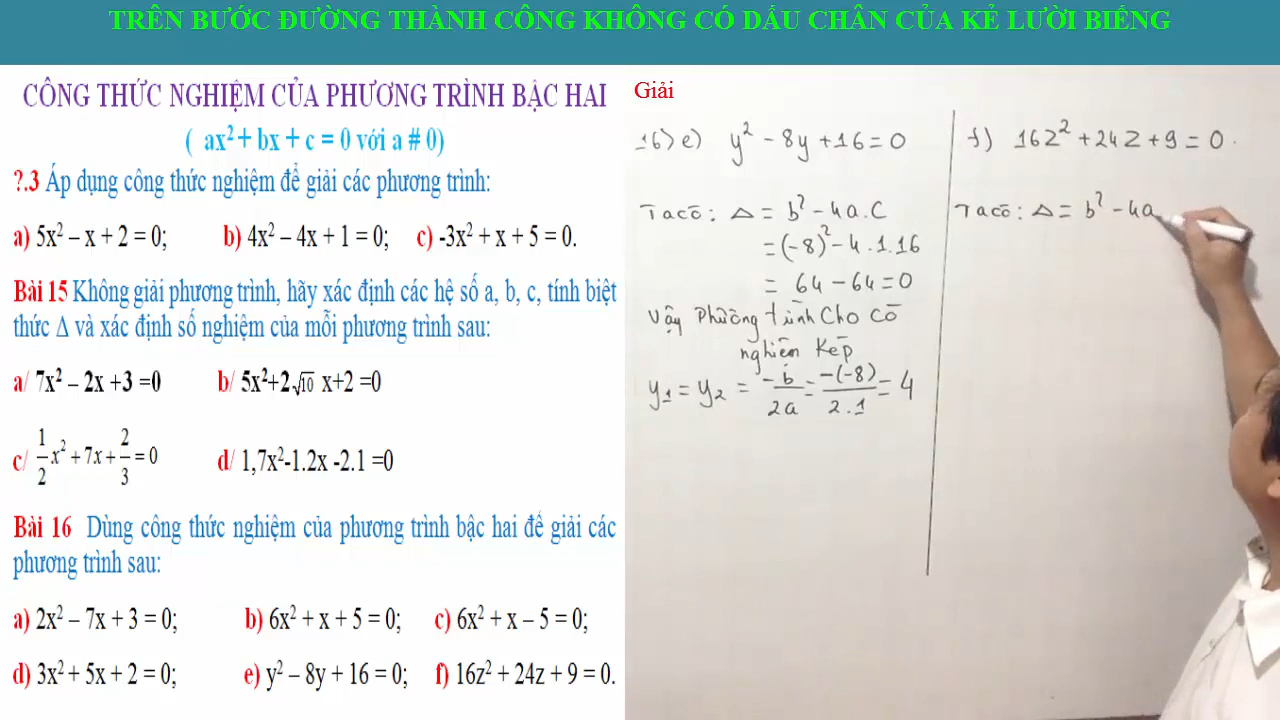 TRÊN BƯỚC ĐƯỜNG THÀNH CÔNG KHÔNG CÓ DẤU CHÂN CỦA KẺ LƯỜI BIẾNG
CÔNG THỨC NGHIỆM CỦA PHƯƠNG TRÌNH BẬC HAI
( ax² + bx + c = 0 với a # 0)
?.3 Áp dụng công thức nghiệm để giải các phương trình:
a) 5x² – x + 2 = 0; b) 4x² – 4x + 1 = 0; c) -3x² + x + 5 = 0.
Bài 15 Không giải phương trình, hãy xác định các hệ số a, b, c, tính biệt
thức Δ và xác định số nghiệm của mỗi phương trình sau:
a/ 7x² – 2x +3 =0 b/ 5x²+2√10 x+2 =0
c/ 1/2 x² + 7x + 2/3 = 0 d/ 1,7x²-1.2x -2.1 =0
Bài 16 Dùng công thức nghiệm của phương trình bậc hai để giải các
phương trình sau:
a) 2x² – 7x + 3 = 0; b) 6x² + x + 5 = 0; c) 6x² + x – 5 = 0;
d) 3x² + 5x + 2 = 0; e) y² – 8y + 16 = 0; f) 16z² + 24z + 9 = 0.
Giải
16) e) y² - 8y + 16 = 0
Ta có: Δ = b² - 4a.c
= (-8)² - 4.1.16
= 64 - 64 = 0
Vậy phường trình cho có
nghiệm kép
y₁ = y₂ = -b/2a = -(-8)/2.1 = 4
f) 16z² + 24z + 9 = 0.
Ta có: Δ = b² - 4a